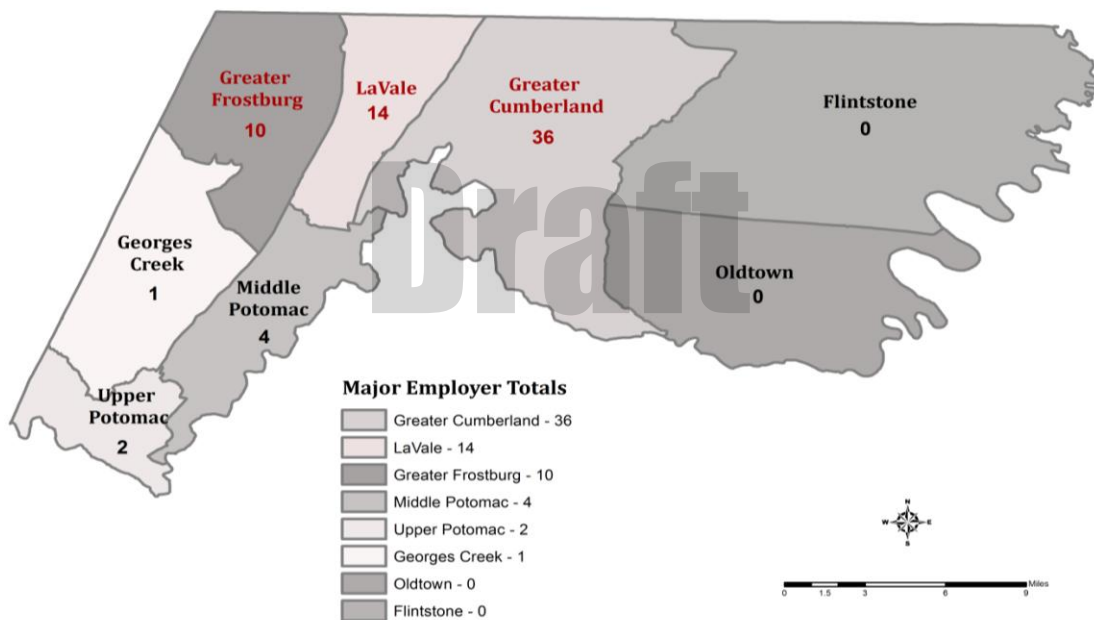 Greater
Frostburg
10
LaVale
14
Greater
Cumberland
36
Flintstone
0
Georges
Creek
1
Middle
Potomac
4
Oldtown
0
Upper
Potomac
2
Draft
Major Employer Totals
Greater Cumberland - 36
LaVale - 14
Greater Frostburg - 10
Middle Potomac - 4
Upper Potomac - 2
Georges Creek - 1
Oldtown - 0
Flintstone - 0
N
W E
S
Miles
0 1.5 3 6 9